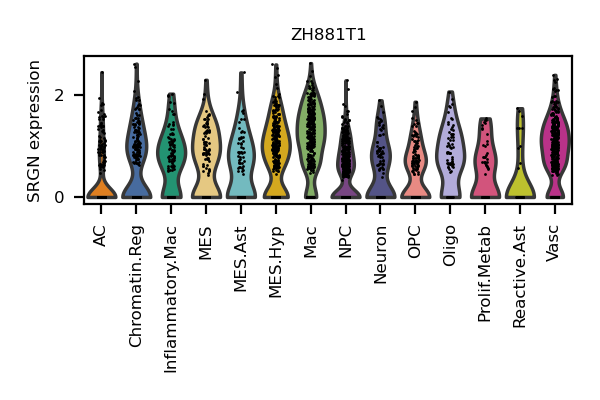 ZH881T1
SRGN expression
2
0
AC
Chromatin.Reg
Inflammatory.Mac
MES
MES.Ast
MES.Hyp
Mac
NPC
Neuron
OPC
Oligo
Prolif.Metab
Reactive.Ast
Vasc